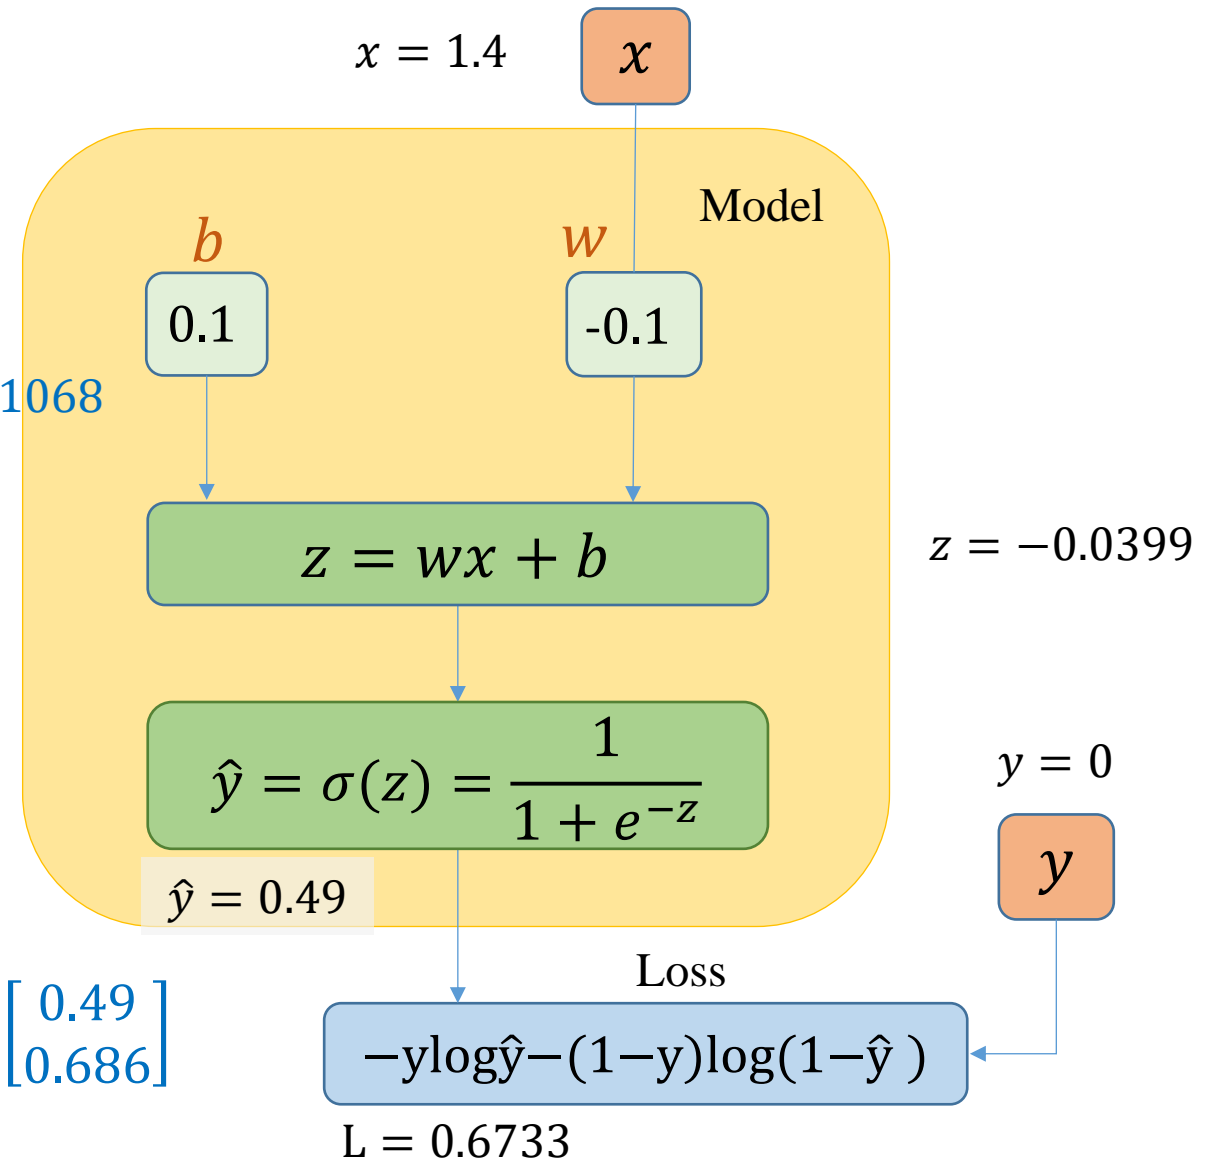 x = 1.4
x
Model
b
w
0.1
-0.1
1068
z = wx + b
z = −0.0399
ŷ = σ(z) = 1 / (1 + e^{−z})
y = 0
ŷ = 0.49
y
Loss
[0.49
0.686]
−ylogŷ−(1−y)log(1−ŷ )
L = 0.6733